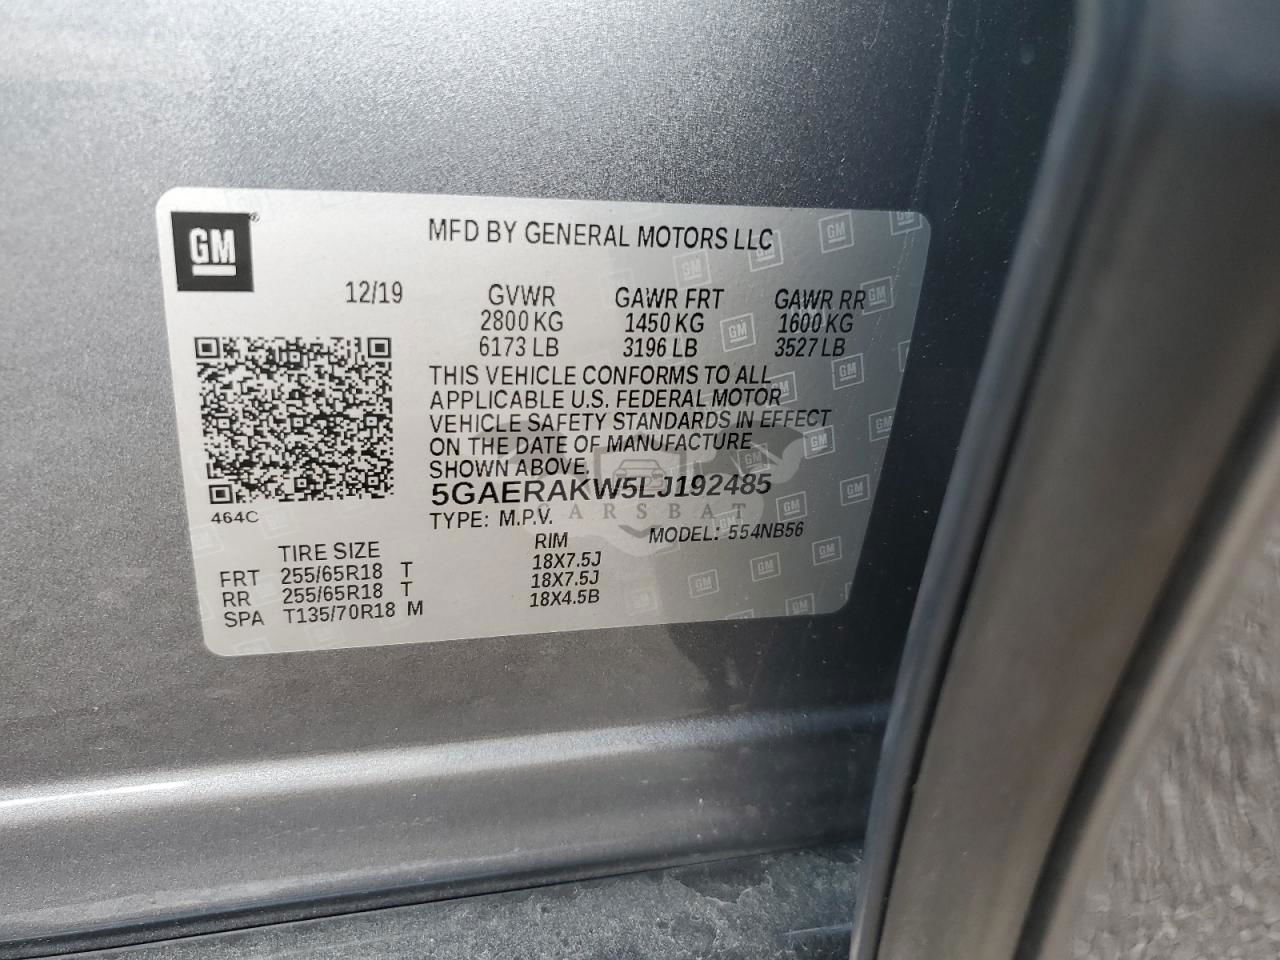 GM
MFD BY GENERAL MOTORS LLC
12/19 GVWR GAWR FRT GAWR RR
2800 KG 1450 KG 1600 KG
6173 LB 3196 LB 3527 LB
THIS VEHICLE CONFORMS TO ALL
APPLICABLE U.S. FEDERAL MOTOR
VEHICLE SAFETY STANDARDS IN EFFECT
ON THE DATE OF MANUFACTURE
SHOWN ABOVE.
5GAERAKW5LJ192485
CARSBAT
464C
TYPE: M.P.V. MODEL: 554NB56
TIRE SIZE RIM
FRT 255/65R18 T 18X7.5J
RR 255/65R18 T 18X7.5J
SPA T135/70R18 M 18X4.5B